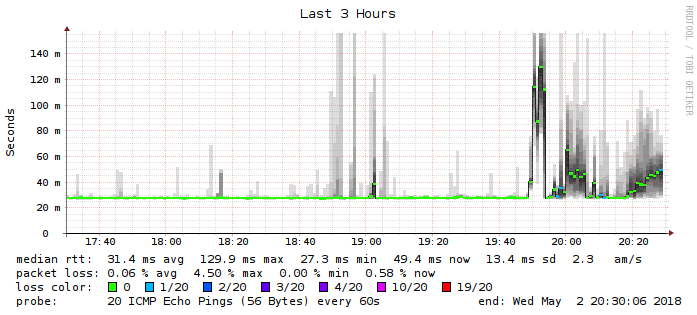 Last 3 Hours
RRDTOOL / TOBI OETIKER
Seconds
140 m
120 m
100 m
80 m
60 m
40 m
20 m
0
17:40 18:00 18:20 18:40 19:00 19:20 19:40 20:00 20:20
median rtt: 31.4 ms avg 129.9 ms max 27.3 ms min 49.4 ms now 13.4 ms sd 2.3 am/s
packet loss: 0.06 % avg 4.50 % max 0.00 % min 0.58 % now
loss color: 0 1/20 2/20 3/20 4/20 10/20 19/20
probe: 20 ICMP Echo Pings (56 Bytes) every 60s end: Wed May 2 20:30:06 2018